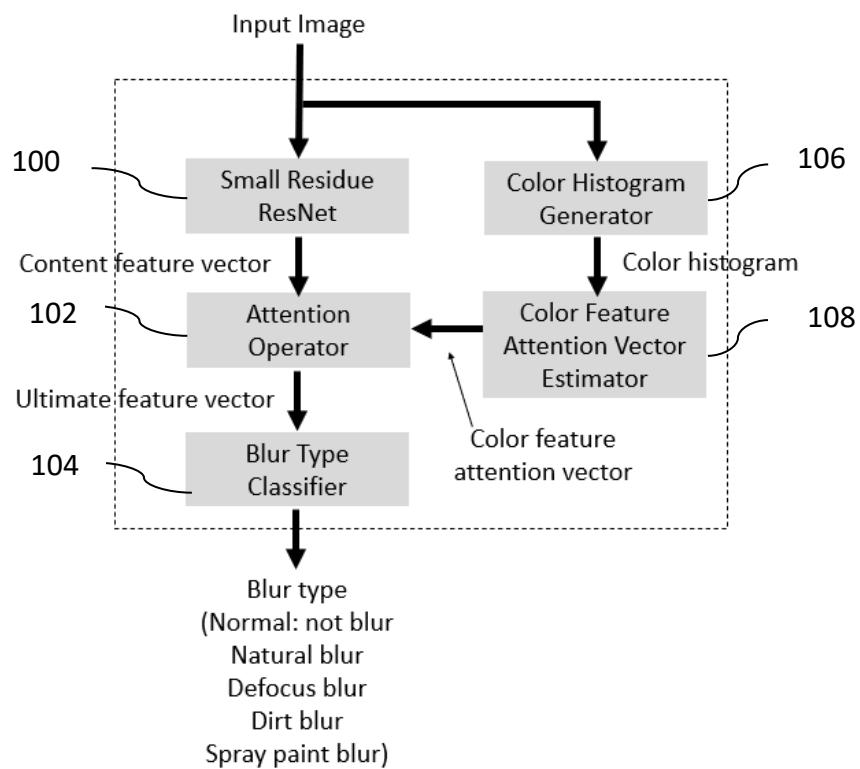 Input Image
100
Small Residue
ResNet
106
Color Histogram
Generator
Content feature vector
Color histogram
102
Attention
Operator
Color Feature
Attention Vector
Estimator
108
Ultimate feature vector
Color feature
attention vector
104
Blur Type
Classifier
Blur type
(Normal: not blur
Natural blur
Defocus blur
Dirt blur
Spray paint blur)